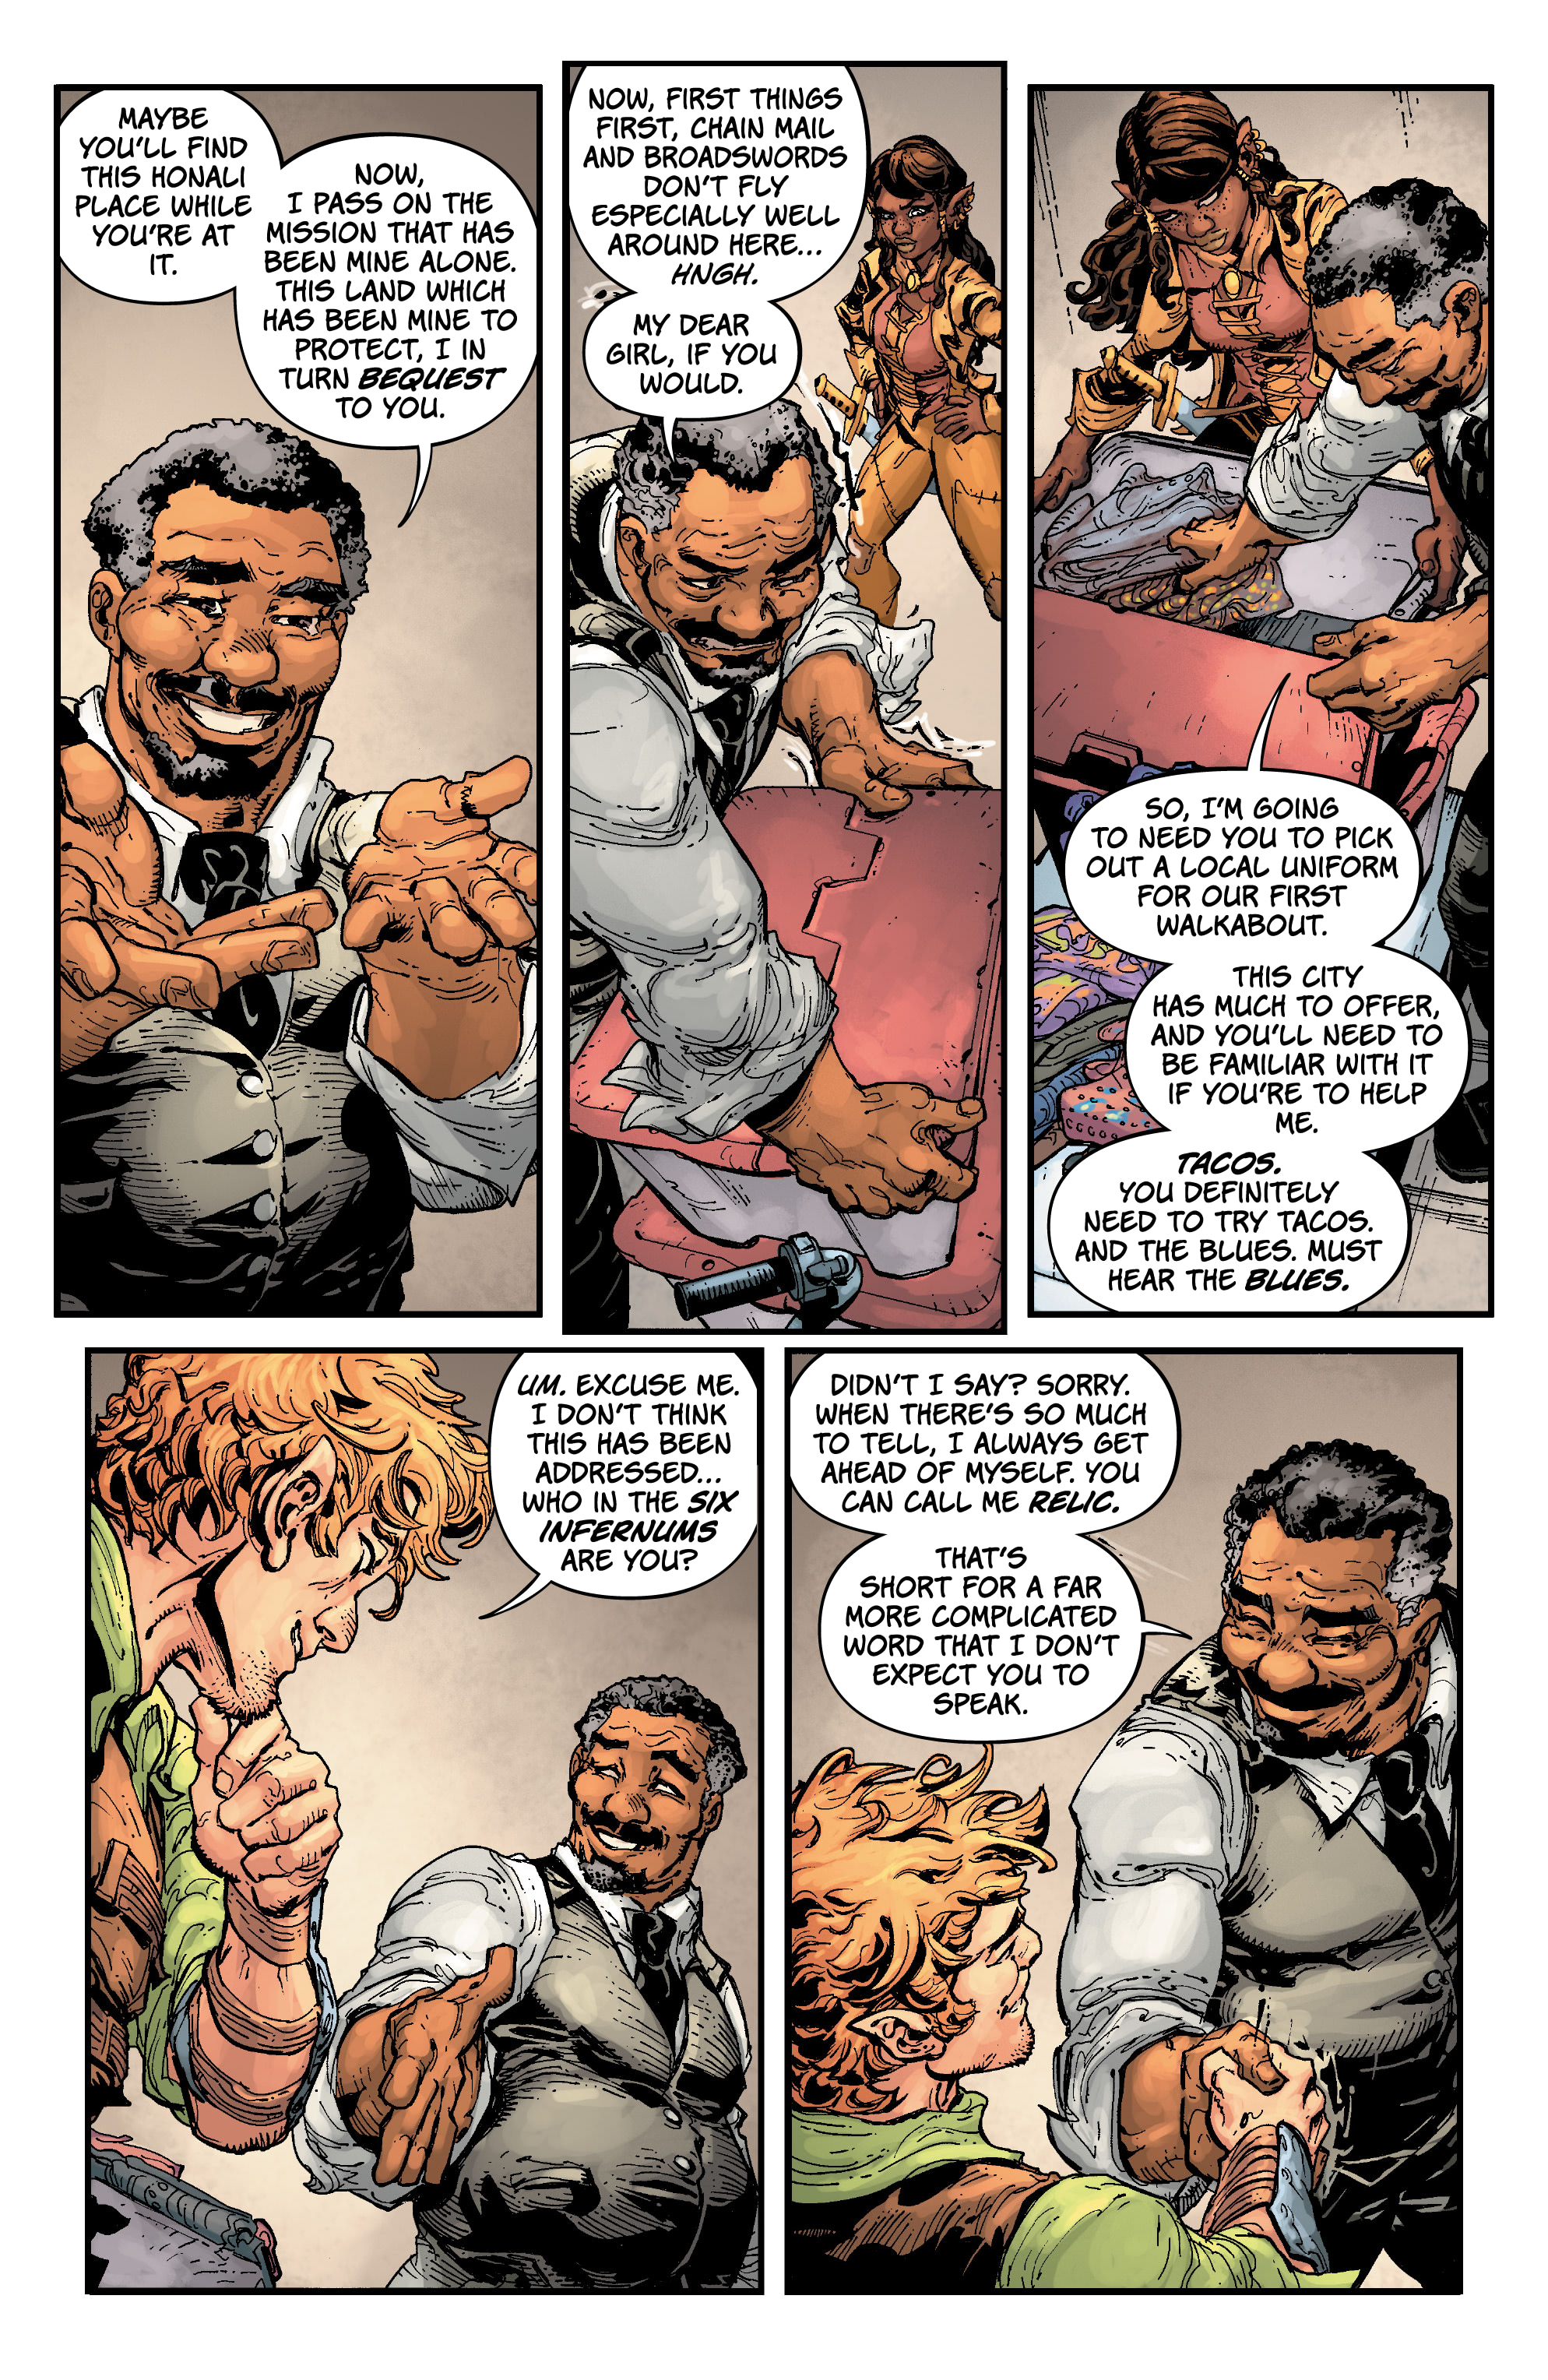 MAYBE
YOU'LL FIND
THIS HONALI
PLACE WHILE
YOU'RE AT
IT.
NOW,
I PASS ON THE
MISSION THAT HAS
BEEN MINE ALONE.
THIS LAND WHICH
HAS BEEN MINE TO
PROTECT, I IN
TURN BEQUEST
TO YOU.
NOW, FIRST THINGS
FIRST, CHAIN MAIL
AND BROADSWORDS
DON'T FLY
ESPECIALLY WELL
AROUND HERE...
HNGH.
MY DEAR
GIRL, IF YOU
WOULD.
SO, I'M GOING
TO NEED YOU TO PICK
OUT A LOCAL UNIFORM
FOR OUR FIRST
WALKABOUT.
THIS CITY
HAS MUCH TO OFFER,
AND YOU'LL NEED TO
BE FAMILIAR WITH IT
IF YOU'RE TO HELP
ME.
TACOS.
YOU DEFINITELY
NEED TO TRY TACOS.
AND THE BLUES. MUST
HEAR THE BLUES.
UM. EXCUSE ME.
I DON'T THINK
THIS HAS BEEN
ADDRESSED...
WHO IN THE SIX
INFERNUMS
ARE YOU?
DIDN'T I SAY? SORRY.
WHEN THERE'S SO MUCH
TO TELL, I ALWAYS GET
AHEAD OF MYSELF. YOU
CAN CALL ME RELIC.
THAT'S
SHORT FOR A FAR
MORE COMPLICATED
WORD THAT I DON'T
EXPECT YOU TO
SPEAK.